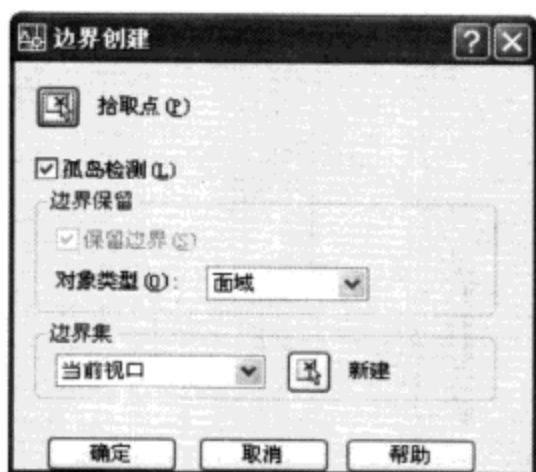 边界创建
拾取点(P)
孤岛检测(L)
边界保留
保留边界(S)
对象类型(O): 面域
边界集
当前视口 新建
确定 取消 帮助